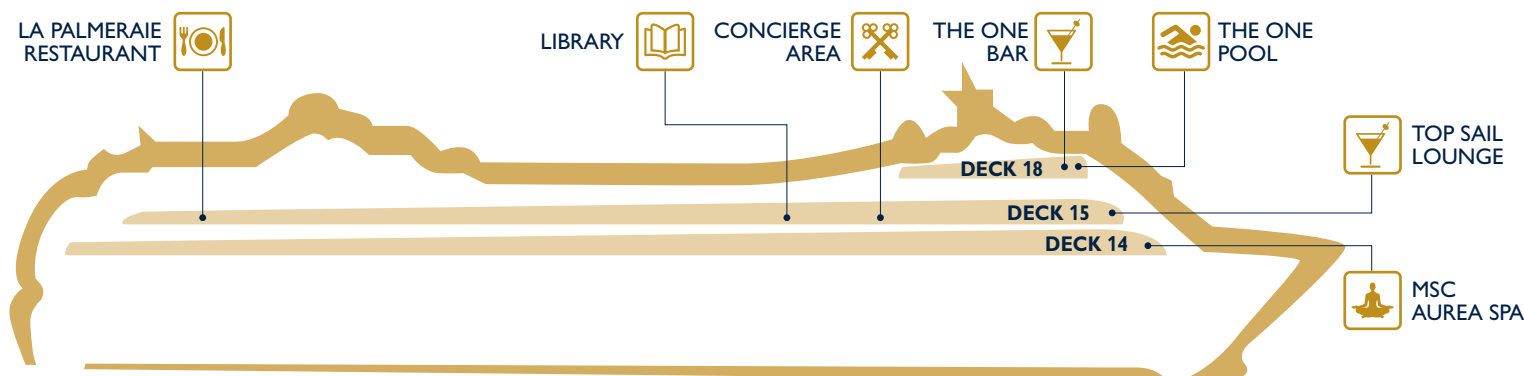 LA PALMERAIE
RESTAURANT
LIBRARY
CONCIERGE
AREA
THE ONE
BAR
THE ONE
POOL
TOP SAIL
LOUNGE
DECK 18
DECK 15
DECK 14
MSC
AUREA SPA